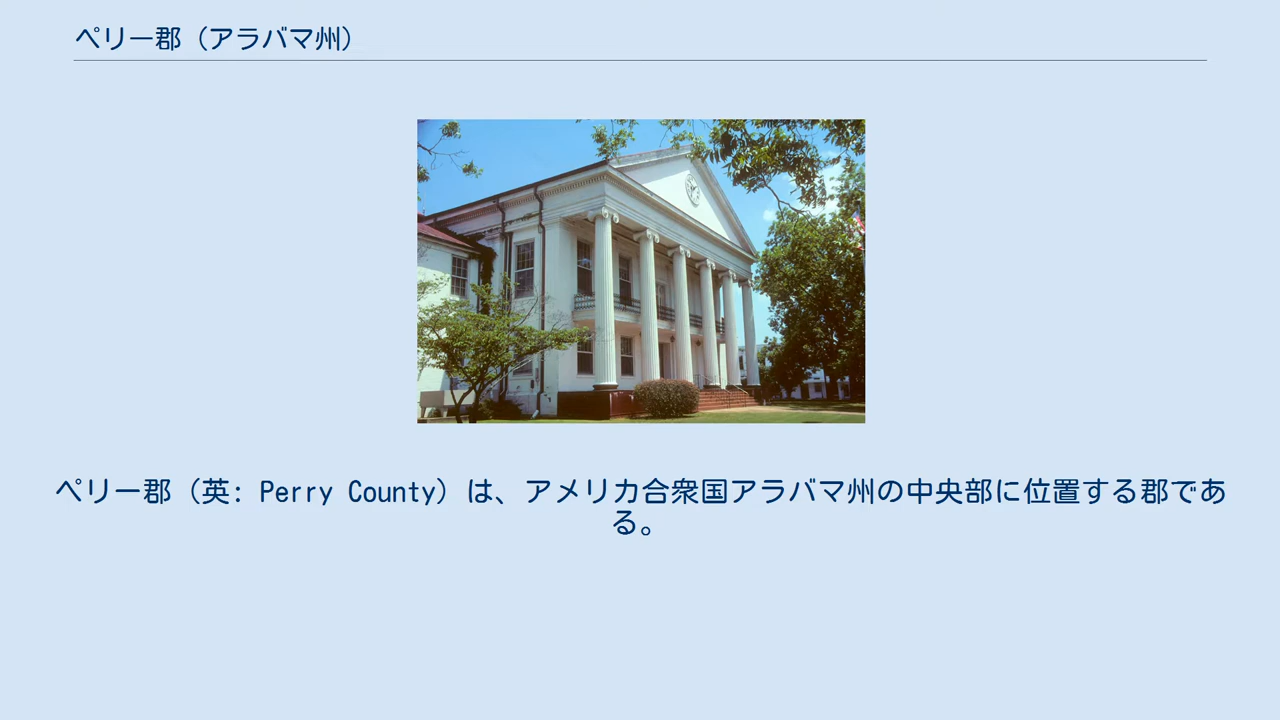 ペリー郡（アラバマ州）
ペリー郡（英: Perry County）は、アメリカ合衆国アラバマ州の中央部に位置する郡であ
る。